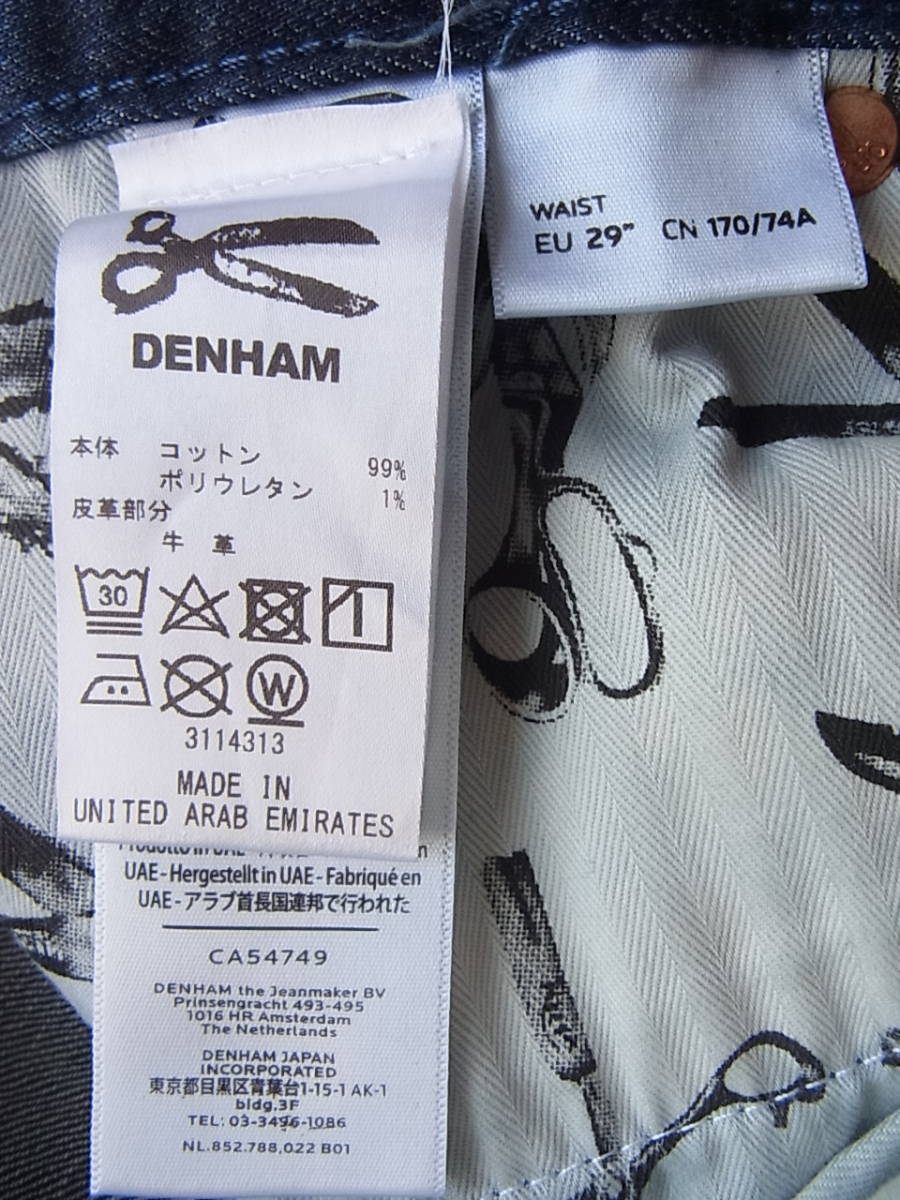 WAIST
EU 29" CN 170/74A
DENHAM
本体 コットン 99%
ポリウレタン 1%
皮革部分
牛 革
30
W
3114313
MADE IN
UNITED ARAB EMIRATES
UAE - Hergestellt in UAE - Fabriqué en
UAE - アラブ首長国連邦で行われた
CA54749
DENHAM the Jeanmaker BV
Prinsengracht 493-495
1016 HR Amsterdam
The Netherlands
DENHAM JAPAN
INCORPORATED
東京都目黒区青葉台1-15-1 AK-1
bldg.3F
TEL: 03-3496-1086
NL.852.788,022 B01